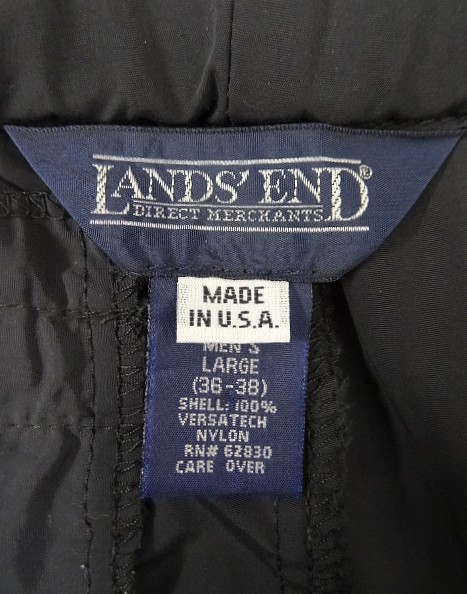 LANDS' END®
DIRECT MERCHANTS
MADE
IN U.S.A.
MEN'S
LARGE
(36-38)
SHELL: 100%
VERSATECH
NYLON
RN# 62830
CARE OVER